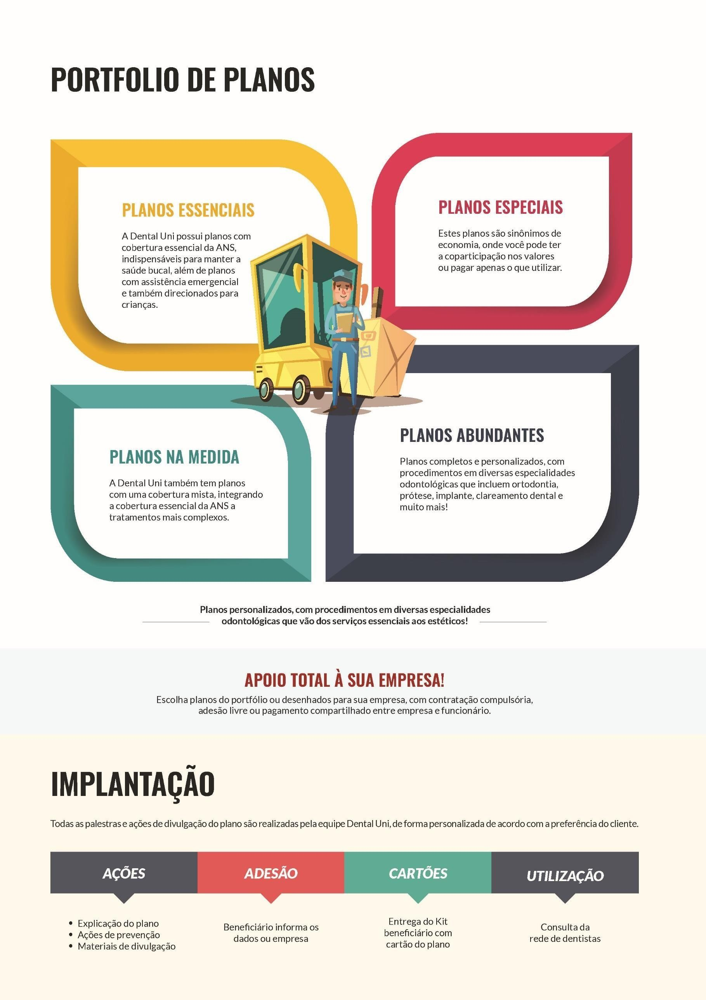 PORTFOLIO DE PLANOS
PLANOS ESSENCIAIS
A Dental Uni possui planos com
cobertura essencial da ANS,
indispensáveis para manter a
saúde bucal, além de planos
com assistência emergencial
e também direcionados para
crianças.
PLANOS ESPECIAIS
Estes planos são sinônimos de
economia, onde você pode ter
a coparticipação nos valores
ou pagar apenas o que utilizar.
PLANOS NA MEDIDA
A Dental Uni também tem planos
com uma cobertura mista, integrando
a cobertura essencial da ANS a
tratamentos mais complexos.
PLANOS ABUNDANTES
Planos completos e personalizados, com
procedimentos em diversas especialidades
odontológicas que incluem ortodontia,
prótese, implante, clareamento dental e
muito mais!
Planos personalizados, com procedimentos em diversas especialidades
odontológicas que vão dos serviços essenciais aos estéticos!
APOIO TOTAL À SUA EMPRESA!
Escolha planos do portfólio ou desenhados para sua empresa, com contratação compulsória,
adesão livre ou pagamento compartilhado entre empresa e funcionário.
IMPLANTAÇÃO
Todas as palestras e ações de divulgação do plano são realizadas pela equipe Dental Uni, de forma personalizada de acordo com a preferência do cliente.
AÇÕES
• Explicação do plano
• Ações de prevenção
• Materiais de divulgação
ADESÃO
Beneficiário informa os
dados ou empresa
CARTÕES
Entrega do Kit
beneficiário com
cartão do plano
UTILIZAÇÃO
Consulta da
rede de dentistas